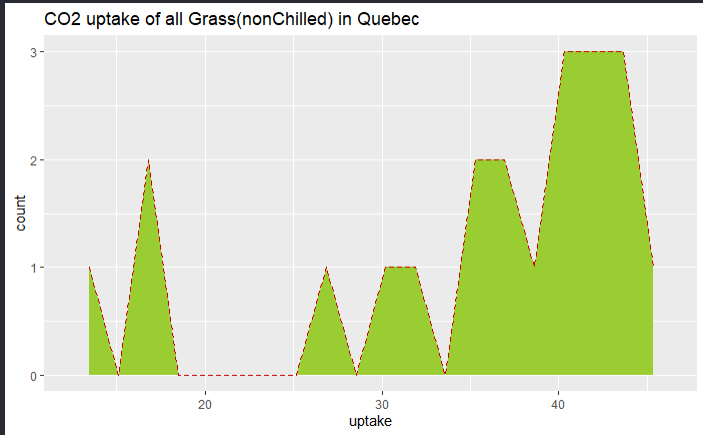 CO2 uptake of all Grass(nonChilled) in Quebec
3
2
1
0
count
20 30 40
uptake